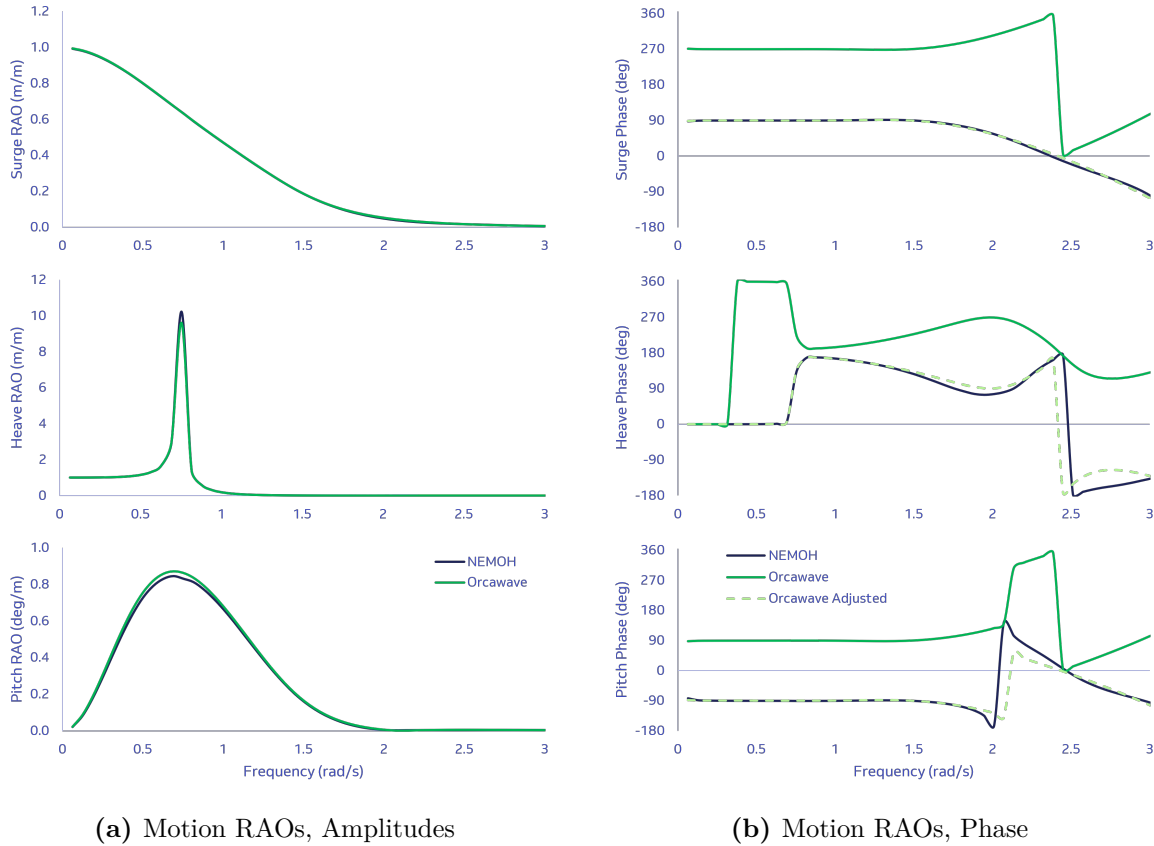 1.2
1.0
0.8
0.6
0.4
0.2
0.0
Surge RAO (m/m)
0 0.5 1 1.5 2 2.5 3
12
10
8
6
4
2
0
Heave RAO (m/m)
0 0.5 1 1.5 2 2.5 3
1.0
0.8
0.6
0.4
0.2
0.0
Pitch RAO (deg/m)
NEMOH
Orcawave
0 0.5 1 1.5 2 2.5 3
Frequency (rad/s)
(a) Motion RAOs, Amplitudes
360
270
180
90
0
-90
-180
Surge Phase (deg)
0 0.5 1 1.5 2 2.5 3
360
270
180
90
0
-90
-180
Heave Phase (deg)
0 0.5 1 1.5 2 2.5 3
360
270
180
90
0
-90
-180
Pitch Phase (deg)
NEMOH
Orcawave
Orcawave Adjusted
0 0.5 1 1.5 2 2.5 3
Frequency (rad/s)
(b) Motion RAOs, Phase